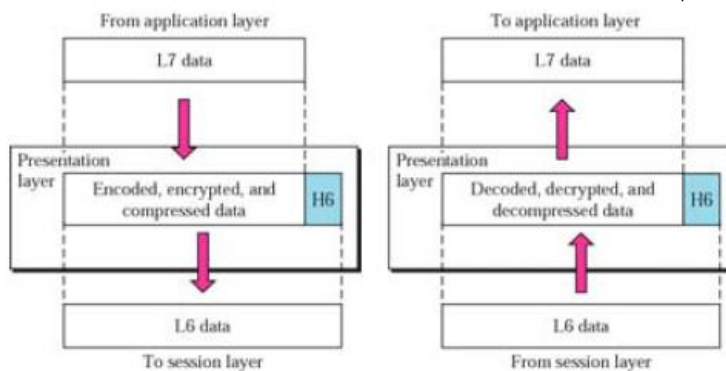 From application layer
L7 data
Presentation
layer
Encoded, encrypted, and
compressed data
H6
L6 data
To session layer
To application layer
L7 data
Presentation
layer
Decoded, decrypted, and
decompressed data
H6
L6 data
From session layer